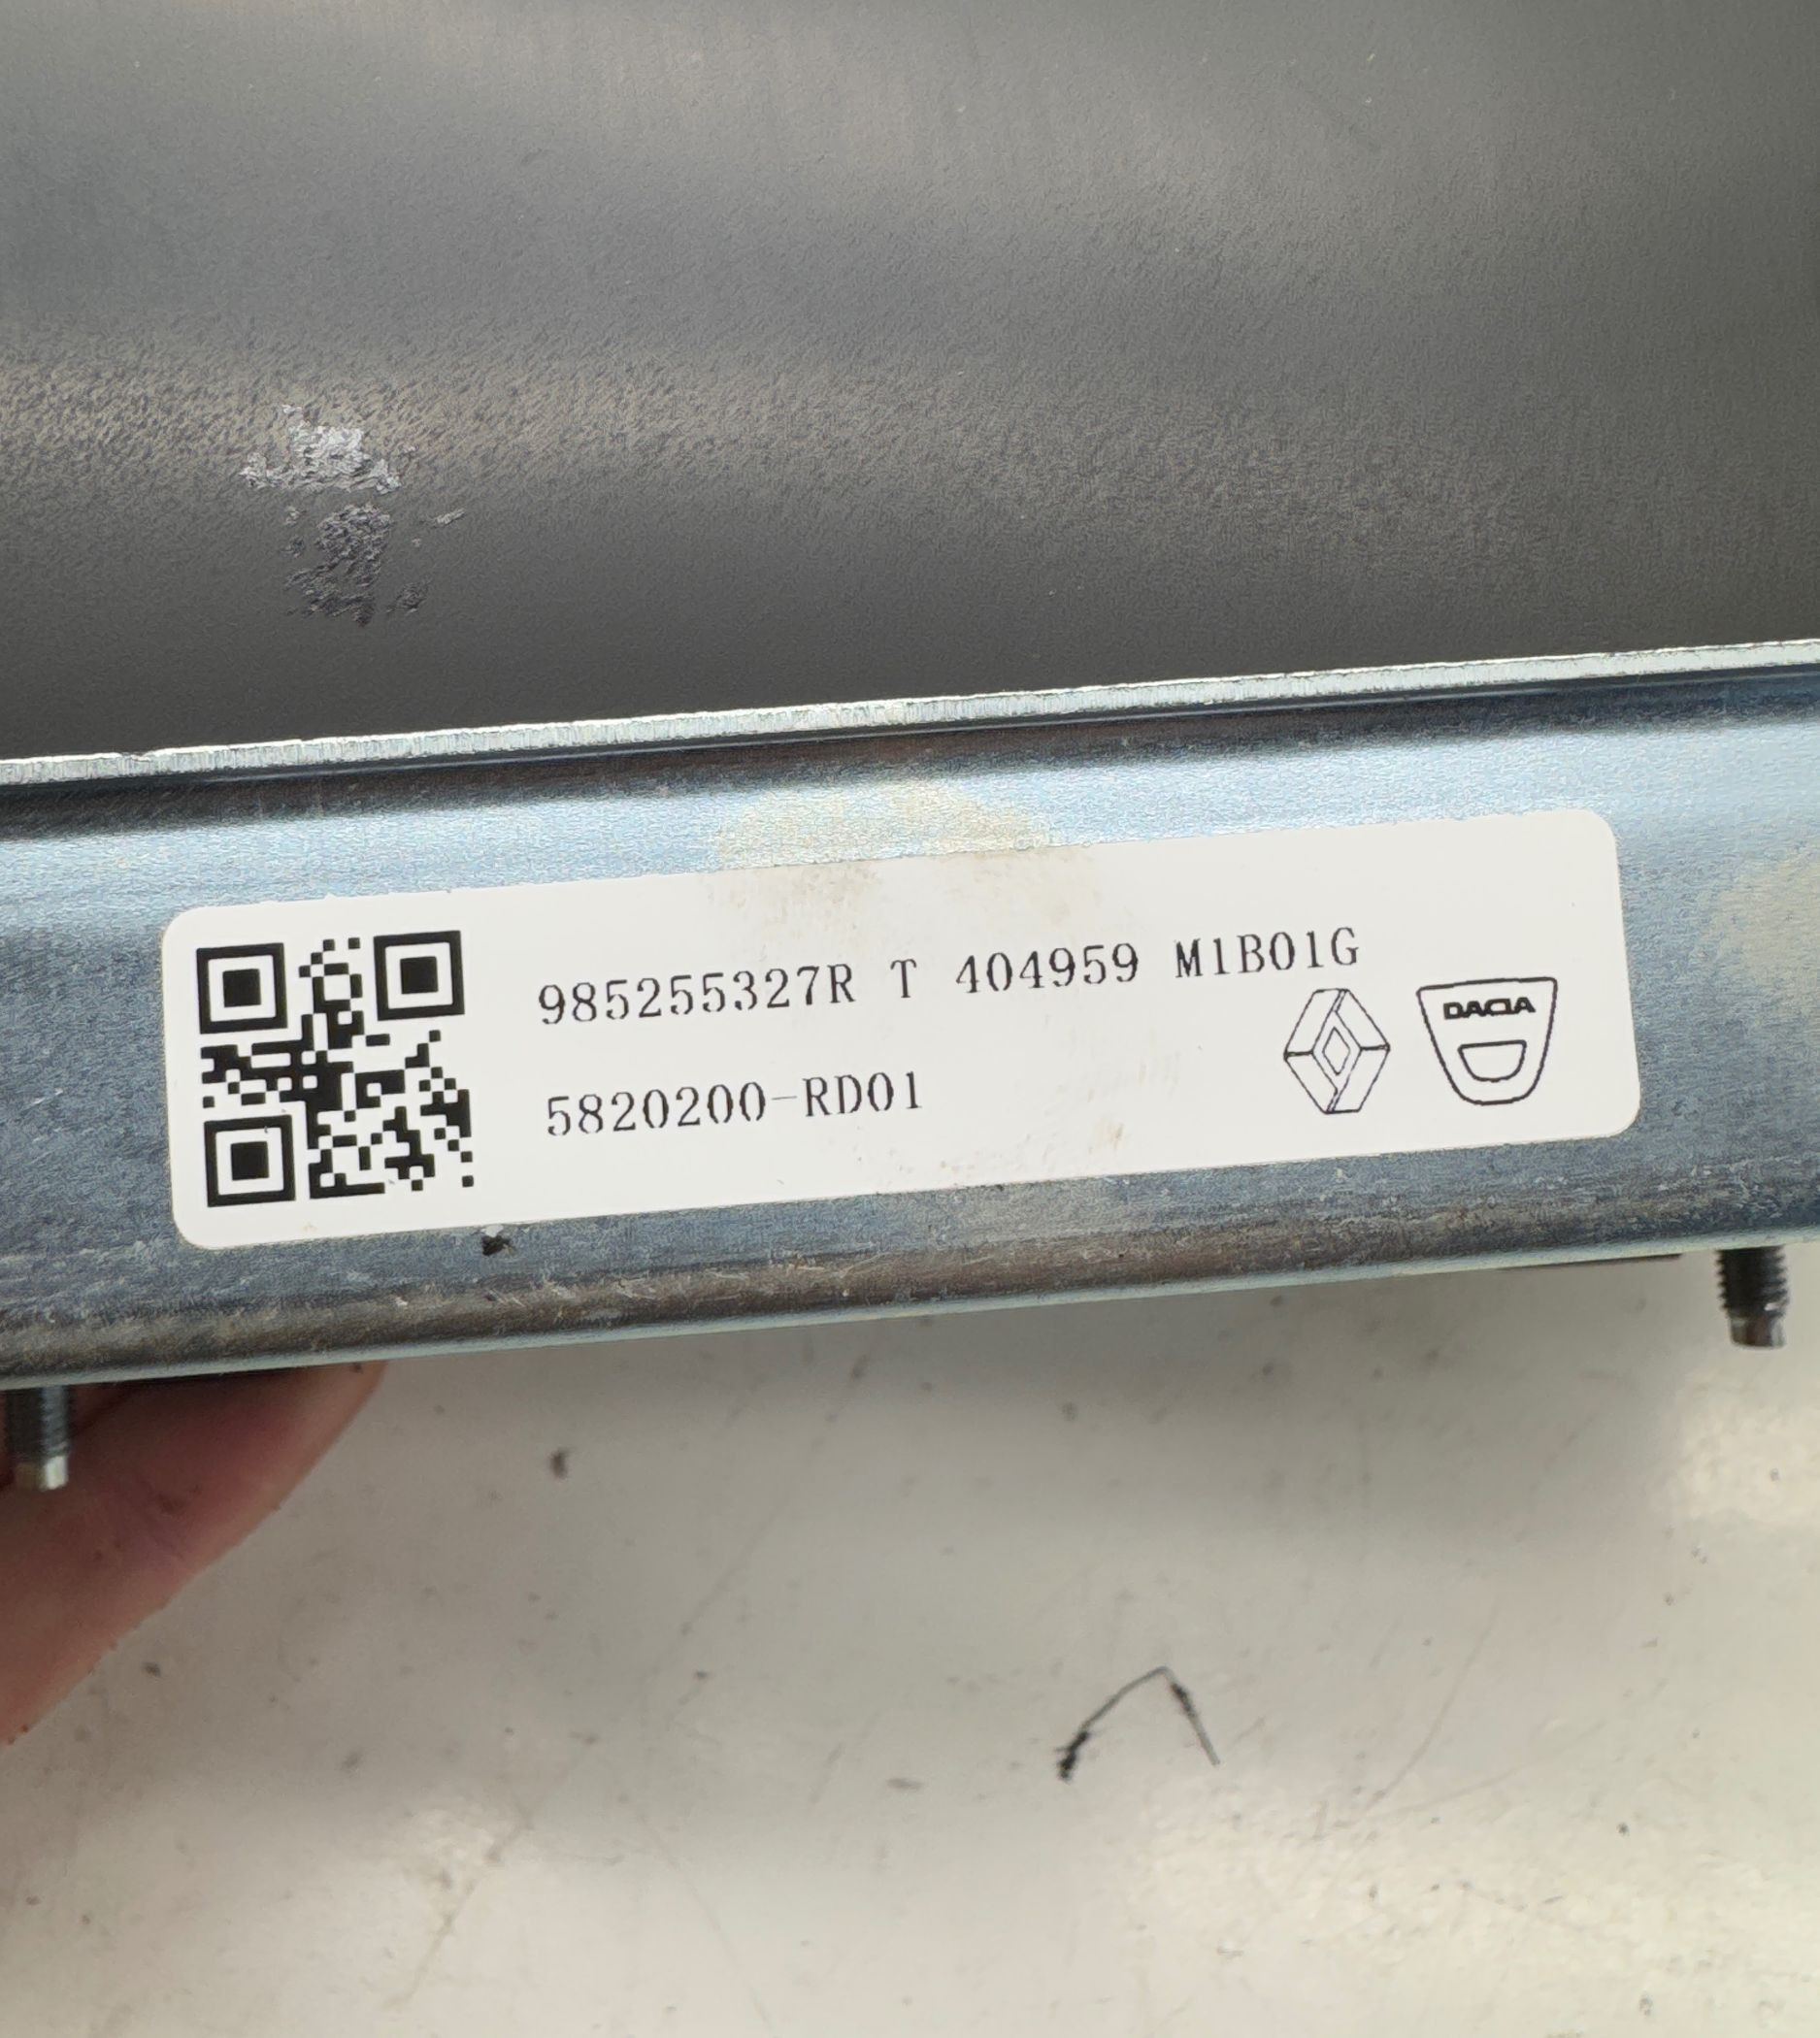 985255327R T 404959 M1B01G
5820200-RD01
DACIA